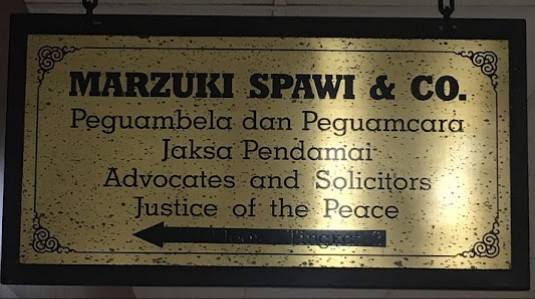 MARZUKI SPAWI & CO.
Peguambela dan Peguamcara
Jaksa Pendamai
Advocates and Solicitors
Justice of the Peace